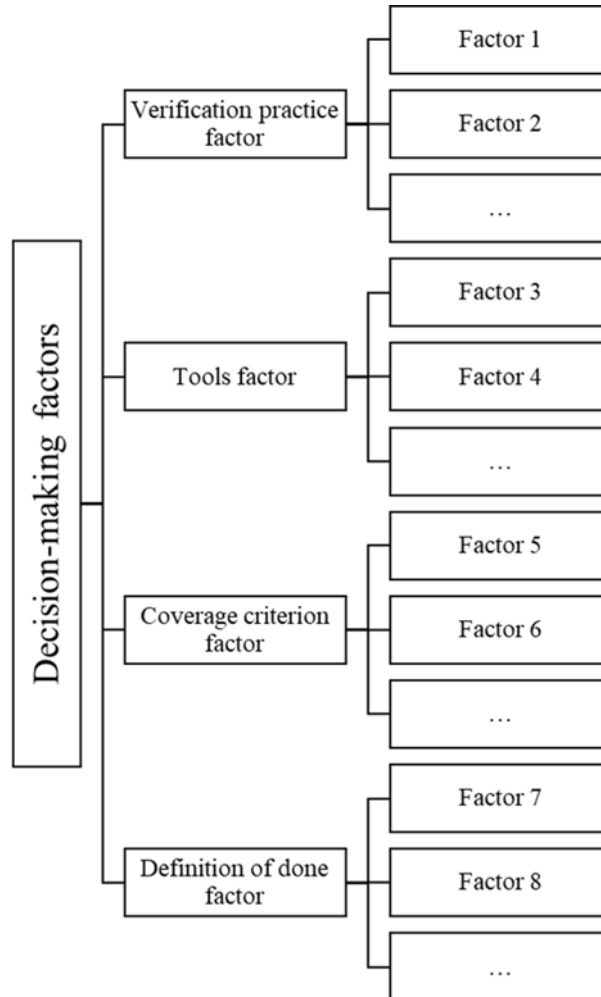 Decision-making factors
Verification practice
factor
Factor 1
Factor 2
…
Tools factor
Factor 3
Factor 4
…
Coverage criterion
factor
Factor 5
Factor 6
…
Definition of done
factor
Factor 7
Factor 8
…